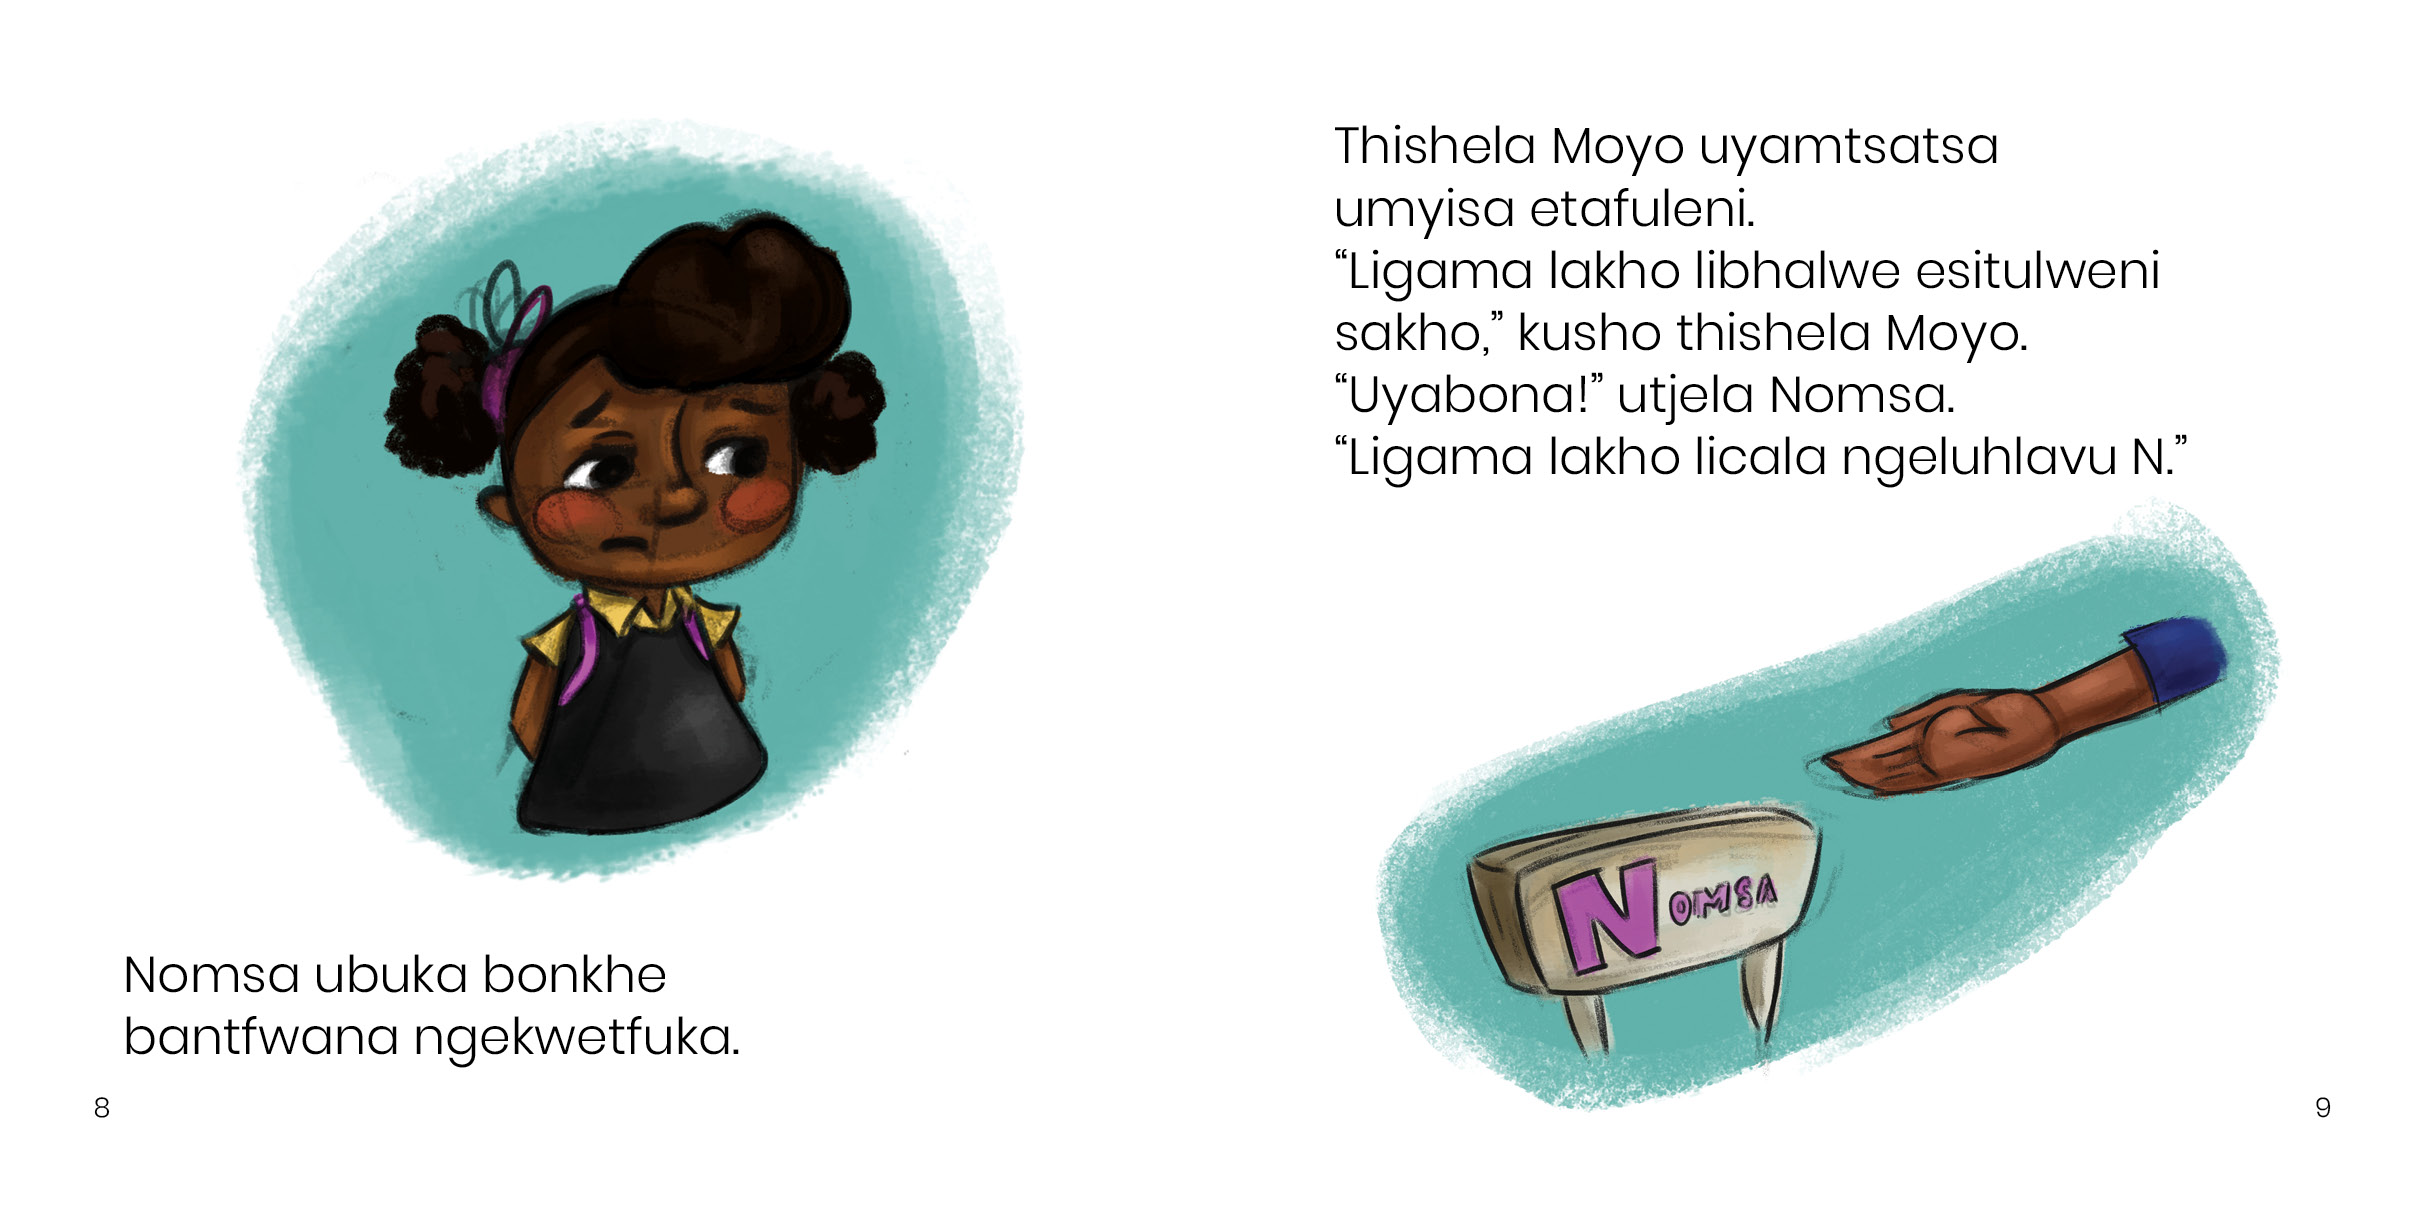 Nomsa ubuka bonkhe
bantfwana ngekwetfuka.
8
Thishela Moyo uyamtsatsa
umyisa etafuleni.
“Ligama lakho libhalwe esitulweni
sakho,” kusho thishela Moyo.
“Uyabona!” utjela Nomsa.
“Ligama lakho licala ngeluhlavu N.”
NOMSA
9